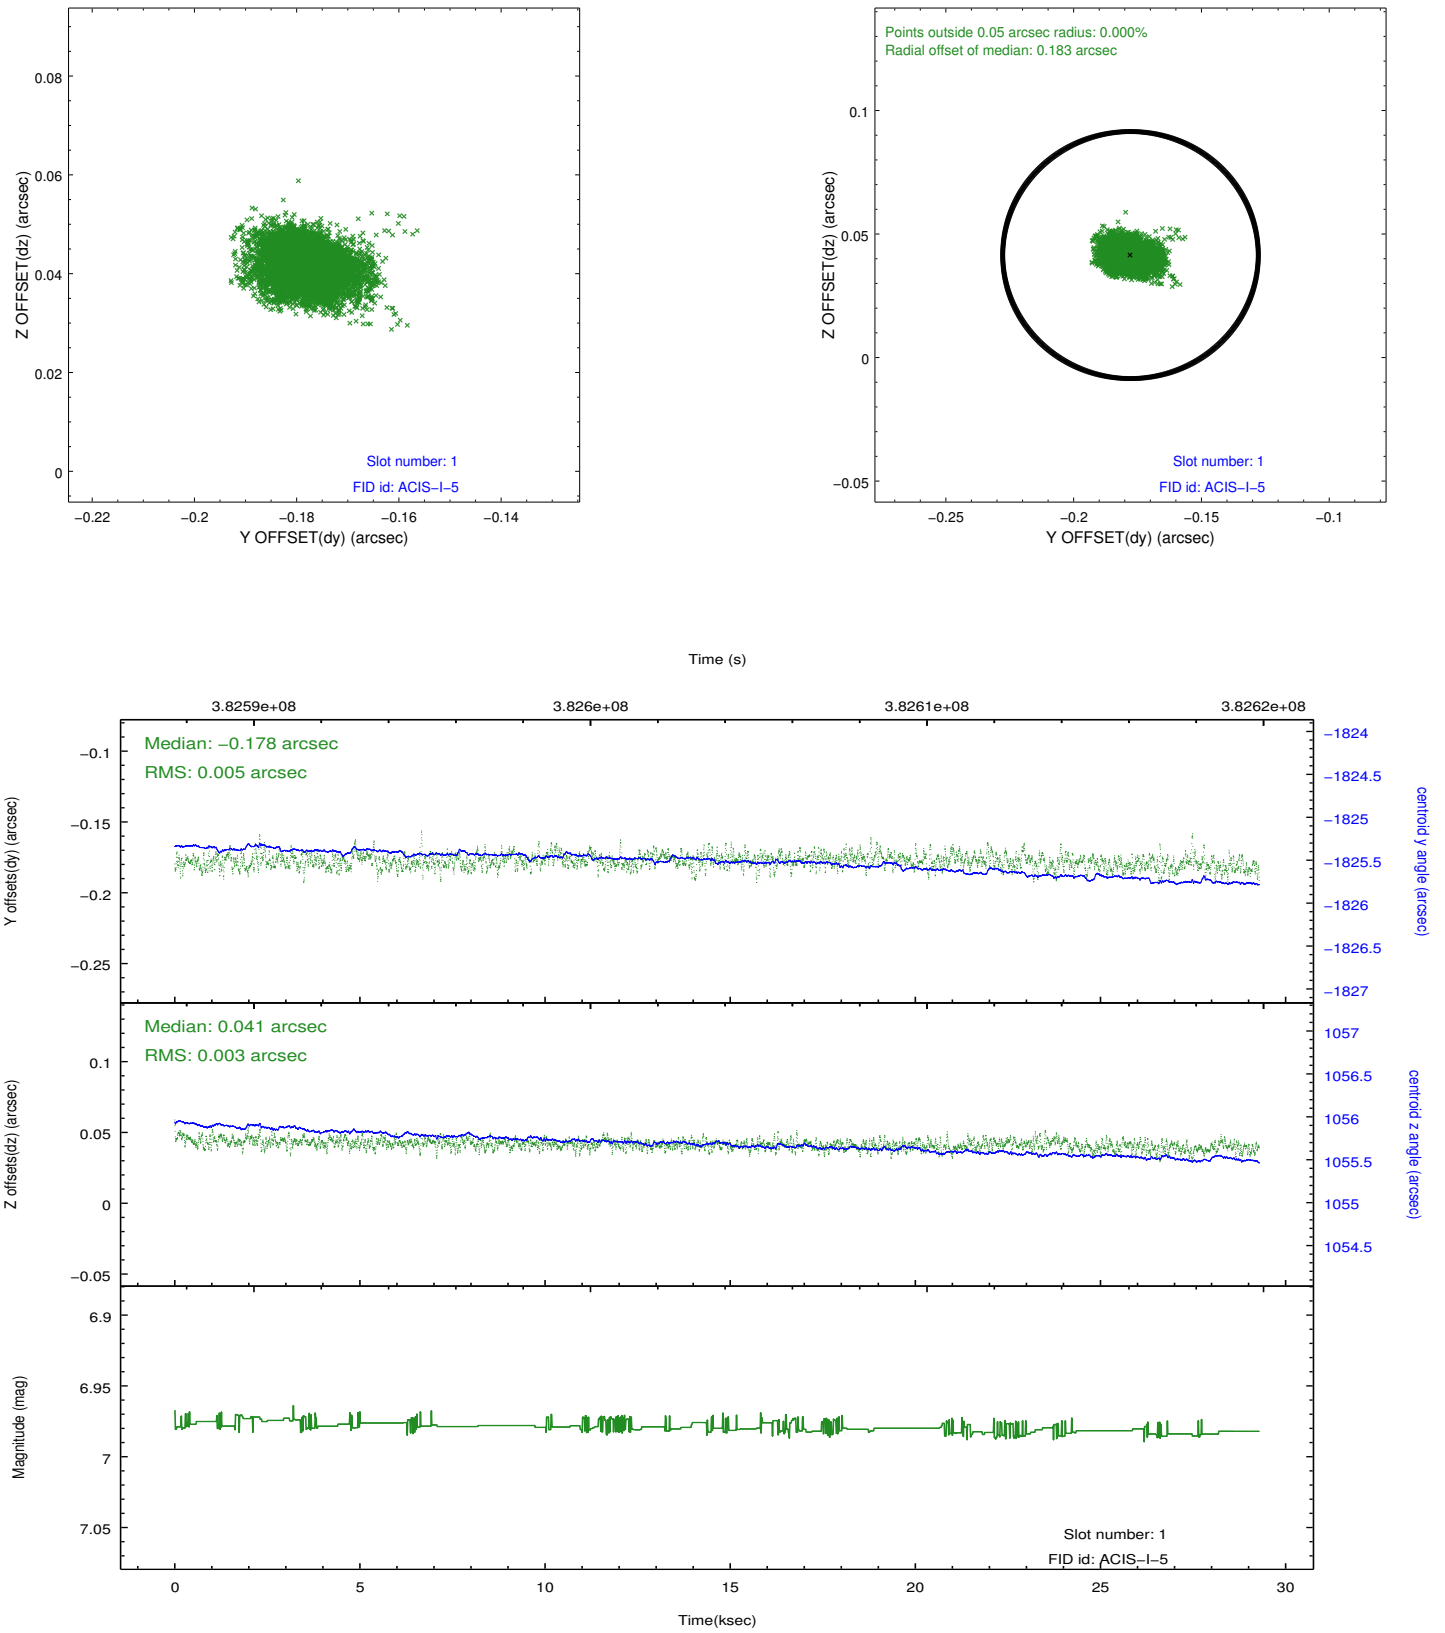 0.08
0.06
0.04
0.02
0
−0.22
−0.2
−0.18
−0.16
−0.14
Z OFFSET(dz) (arcsec)
Y OFFSET(dy) (arcsec)
Slot number: 1
FID id: ACIS−I−5
Points outside 0.05 arcsec radius: 0.000%
Radial offset of median: 0.183 arcsec
0.1
0.05
0
−0.05
−0.25
−0.2
−0.15
−0.1
Z OFFSET(dz) (arcsec)
Y OFFSET(dy) (arcsec)
Slot number: 1
FID id: ACIS−I−5
Time (s)
3.8259e+08
3.826e+08
3.8261e+08
3.8262e+08
Median: −0.178 arcsec
RMS: 0.005 arcsec
−0.1
−0.15
−0.2
−0.25
Y offsets(dy) (arcsec)
−1824
−1824.5
−1825
−1825.5
−1826
−1826.5
−1827
centroid y angle (arcsec)
Median: 0.041 arcsec
RMS: 0.003 arcsec
0.1
0.05
0
−0.05
Z offsets(dz) (arcsec)
1057
1056.5
1056
1055.5
1055
1054.5
centroid z angle (arcsec)
6.9
6.95
7
7.05
Magnitude (mag)
Slot number: 1
FID id: ACIS−I−5
0
5
10
15
20
25
30
Time(ksec)